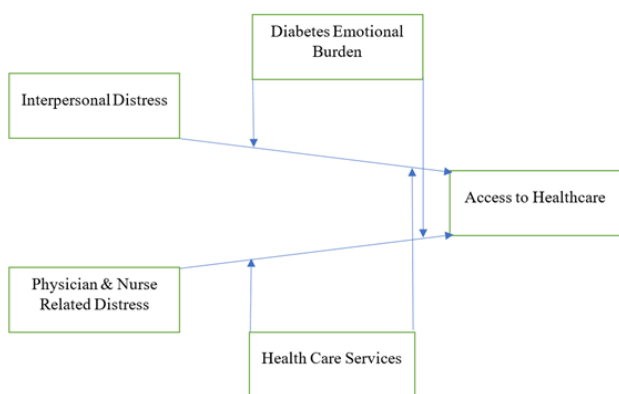 Diabetes Emotional
Burden
Interpersonal Distress
Access to Healthcare
Physician & Nurse
Related Distress
Health Care Services